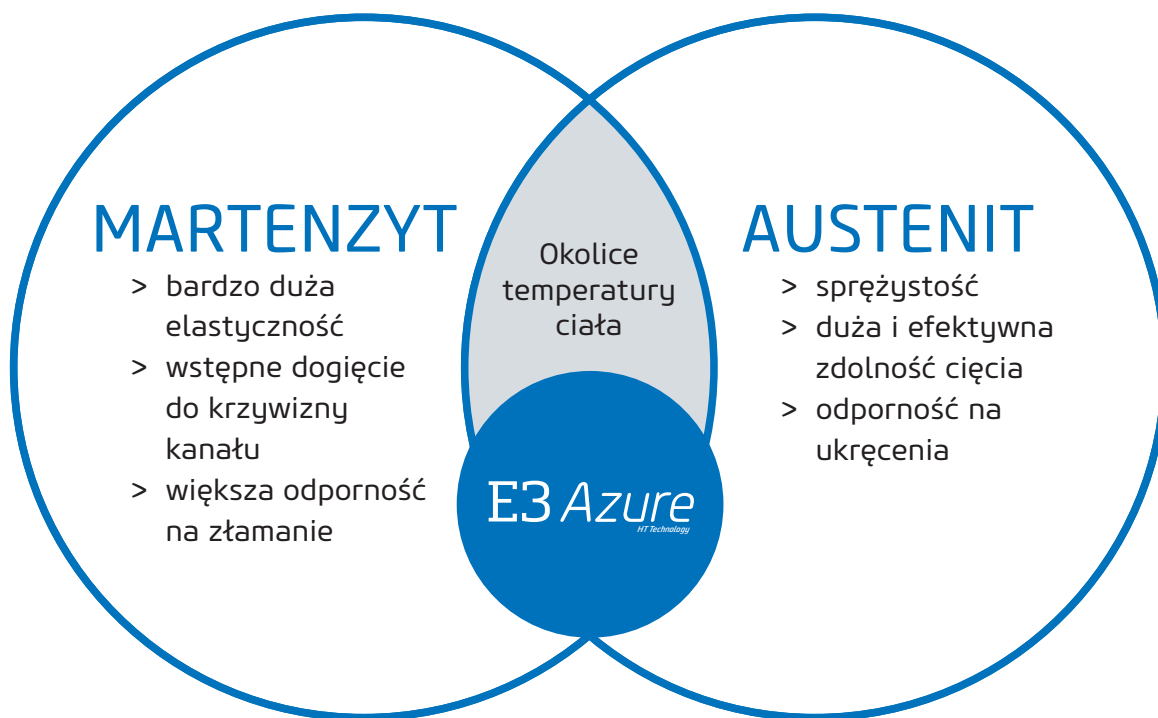 MARTENZYT
> bardzo duża
elastyczność
> wstępne dogięcie
do krzywizny
kanału
> większa odporność
na złamanie
Okolice
temperatury
ciała
E3 Azure
HT Technology
AUSTENIT
> sprężystość
> duża i efektywna
zdolność cięcia
> odporność na
ukręcenia